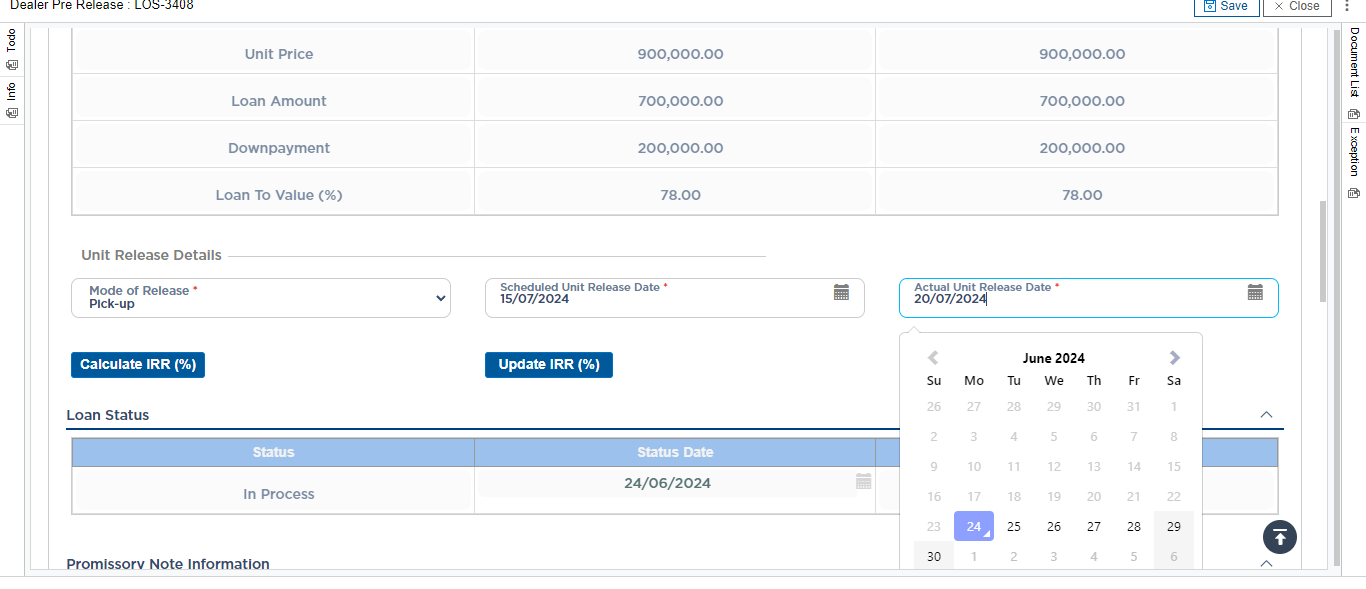 Dealer Pre Release : LOS-3408
Save
Close
Todo
Info
Document List
Exception
Unit Price 900,000.00 900,000.00
Loan Amount 700,000.00 700,000.00
Downpayment 200,000.00 200,000.00
Loan To Value (%) 78.00 78.00
Unit Release Details
Mode of Release *
Pick-up
Scheduled Unit Release Date *
15/07/2024
Actual Unit Release Date *
20/07/2024
Calculate IRR (%)
Update IRR (%)
June 2024
Su Mo Tu We Th Fr Sa
26 27 28 29 30 31 1
2 3 4 5 6 7 8
9 10 11 12 13 14 15
16 17 18 19 20 21 22
23 24 25 26 27 28 29
30 1 2 3 4 5 6
Loan Status
Status Status Date
In Process 24/06/2024
Promissory Note Information